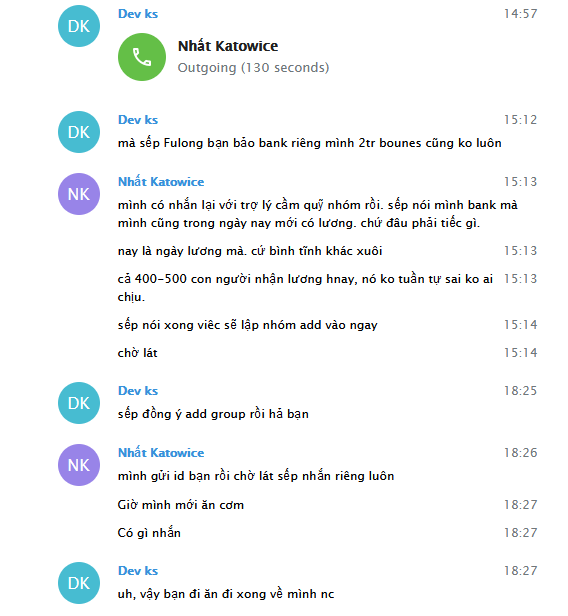 DK
Dev ks
14:57
Nhất Katowice
Outgoing (130 seconds)
DK
Dev ks
15:12
mà sếp Fulong bạn bảo bank riêng mình 2tr bounes cũng ko luôn
NK
Nhất Katowice
15:13
mình có nhắn lại với trợ lý cầm quỹ nhóm rồi. sếp nói mình bank mà
mình cũng trong ngày nay mới có lương. chứ đâu phải tiếc gì.
nay là ngày lương mà. cứ bình tĩnh khác xuôi
15:13
cả 400-500 con người nhận lương hnay, nó ko tuần tự sai ko ai
15:13
chịu.
sếp nói xong viêc sẽ lập nhóm add vào ngay
15:14
chờ lát
15:14
DK
Dev ks
18:25
sếp đồng ý add group rồi hả bạn
NK
Nhất Katowice
18:26
mình gửi id bạn rồi chờ lát sếp nhắn riêng luôn
Giờ mình mới ăn cơm
18:27
Có gì nhắn
18:27
DK
Dev ks
18:27
uh, vậy bạn đi ăn đi xong về mình nc